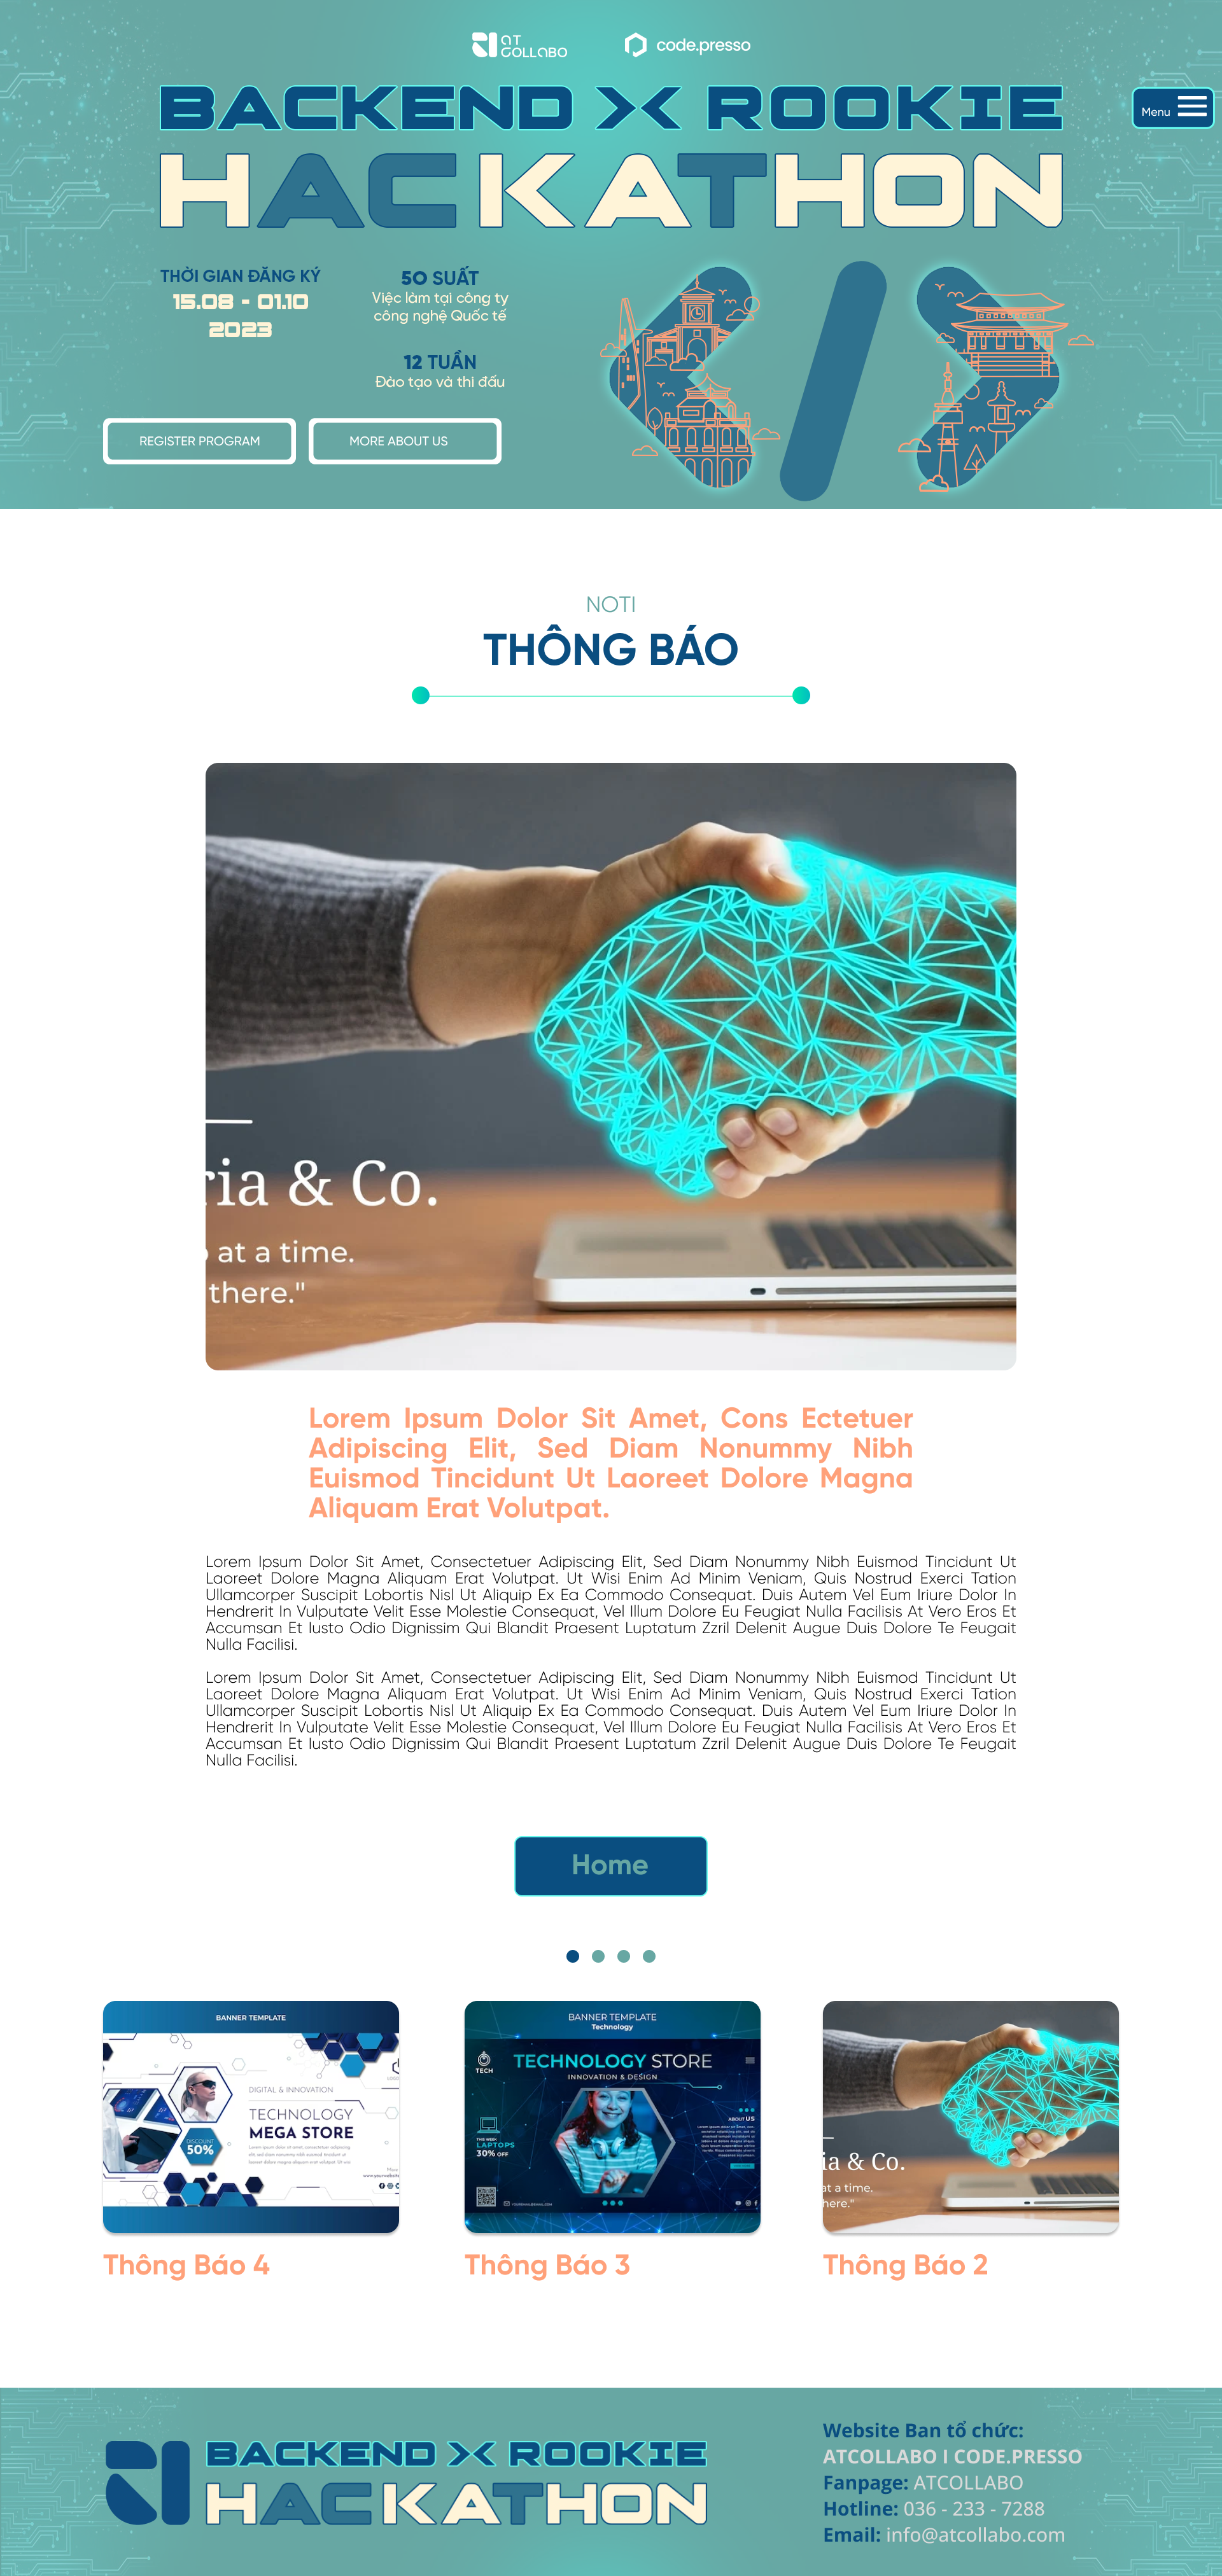 AT
COLLABO
code.presso
BACKEND X ROOKIE
HACKATHON
Menu
THỜI GIAN ĐĂNG KÝ
15.08 - 01.10
2023
50 SUẤT
Việc làm tại công ty
công nghệ Quốc tế
12 TUẦN
Đào tạo và thi đấu
REGISTER PROGRAM
MORE ABOUT US
NOTI
THÔNG BÁO
ria & Co.
at a time.
there."
Lorem Ipsum Dolor Sit Amet, Cons Ectetuer
Adipiscing Elit, Sed Diam Nonummy Nibh
Euismod Tincidunt Ut Laoreet Dolore Magna
Aliquam Erat Volutpat.
Lorem Ipsum Dolor Sit Amet, Consectetuer Adipiscing Elit, Sed Diam Nonummy Nibh Euismod Tincidunt Ut
Laoreet Dolore Magna Aliquam Erat Volutpat. Ut Wisi Enim Ad Minim Veniam, Quis Nostrud Exerci Tation
Ullamcorper Suscipit Lobortis Nisl Ut Aliquip Ex Ea Commodo Consequat. Duis Autem Vel Eum Iriure Dolor In
Hendrerit In Vulputate Velit Esse Molestie Consequat, Vel Illum Dolore Eu Feugiat Nulla Facilisis At Vero Eros Et
Accumsan Et Iusto Odio Dignissim Qui Blandit Praesent Luptatum Zzril Delenit Augue Duis Dolore Te Feugait
Nulla Facilisi.
Lorem Ipsum Dolor Sit Amet, Consectetuer Adipiscing Elit, Sed Diam Nonummy Nibh Euismod Tincidunt Ut
Laoreet Dolore Magna Aliquam Erat Volutpat. Ut Wisi Enim Ad Minim Veniam, Quis Nostrud Exerci Tation
Ullamcorper Suscipit Lobortis Nisl Ut Aliquip Ex Ea Commodo Consequat. Duis Autem Vel Eum Iriure Dolor In
Hendrerit In Vulputate Velit Esse Molestie Consequat, Vel Illum Dolore Eu Feugiat Nulla Facilisis At Vero Eros Et
Accumsan Et Iusto Odio Dignissim Qui Blandit Praesent Luptatum Zzril Delenit Augue Duis Dolore Te Feugait
Nulla Facilisi.
Home
BANNER TEMPLATE
DIGITAL & INNOVATION
TECHNOLOGY
MEGA STORE
DISCOUNT
50%
BANNER TEMPLATE
Technology
TECH
TECHNOLOGY STORE
INNOVATION & DESIGN
ABOUT US
THIS WEEK
LAPTOPS
30% OFF
ia & Co.
at a time.
here."
Thông Báo 4
Thông Báo 3
Thông Báo 2
BACKEND X ROOKIE
HACKATHON
Website Ban tổ chức:
ATCOLLABO I CODE.PRESSO
Fanpage: ATCOLLABO
Hotline: 036 - 233 - 7288
Email: info@atcollabo.com